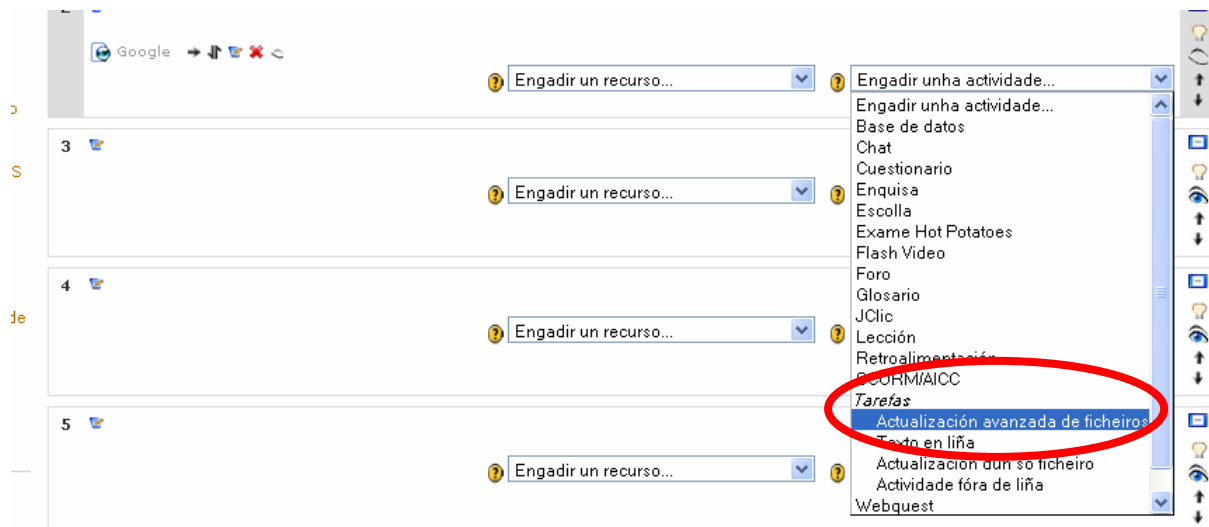 2
Google
Engadir un recurso... Engadir unha actividade...
Engadir unha actividade...
Base de datos
Chat
3
Cuestionario
S
Engadir un recurso... Enquisa
Escolla
Exame Hot Potatoes
Flash Video
Foro
4
Glosario
de
JClic
Engadir un recurso... Lección
Retroalimentación
SCORM/AICC
Tarefas
5
Actualización avanzada de ficheiros
Texto en liña
Engadir un recurso... Actualización dun só ficheiro
Actividade fóra de liña
Webquest